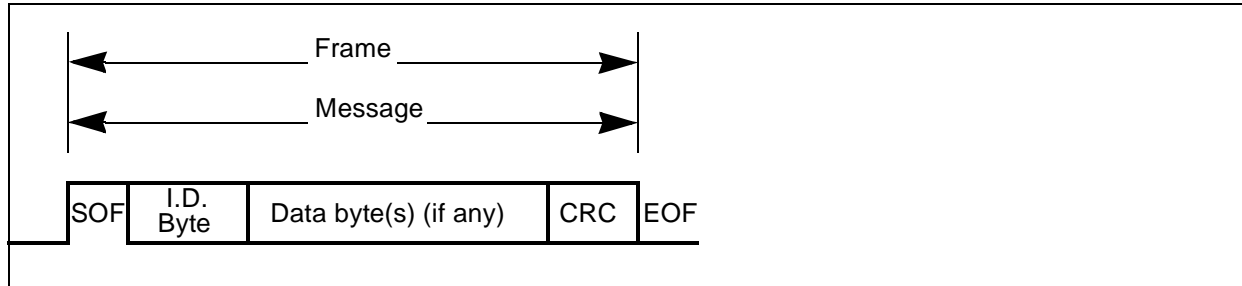 Frame
Message
SOF
I.D.
Byte
Data byte(s) (if any)
CRC
EOF